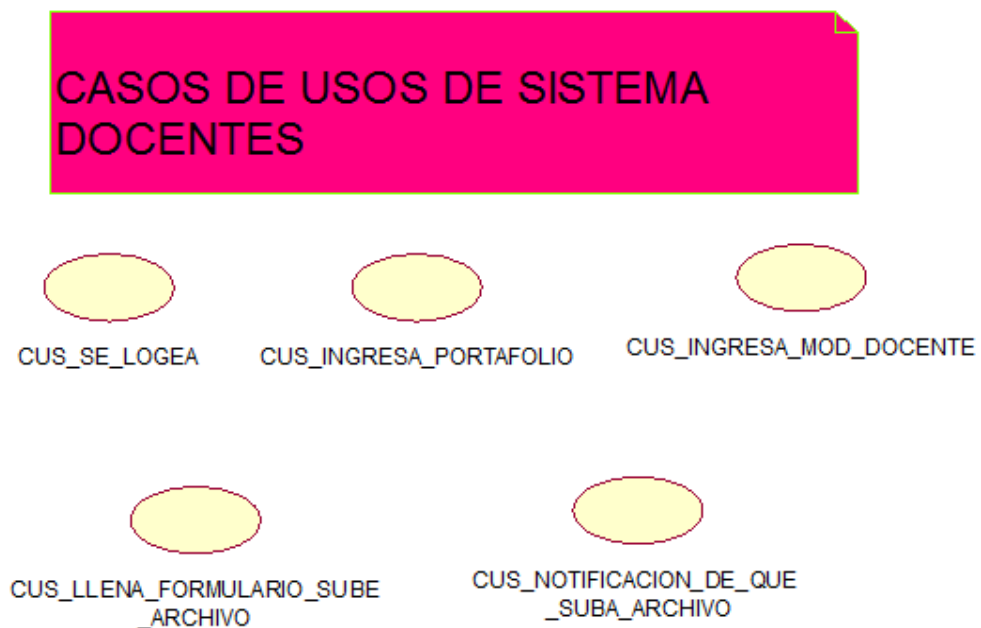 CASOS DE USOS DE SISTEMA
DOCENTES
CUS_SE_LOGEA
CUS_INGRESA_PORTAFOLIO
CUS_INGRESA_MOD_DOCENTE
CUS_LLENA_FORMULARIO_SUBE
_ARCHIVO
CUS_NOTIFICACION_DE_QUE
_SUBA_ARCHIVO